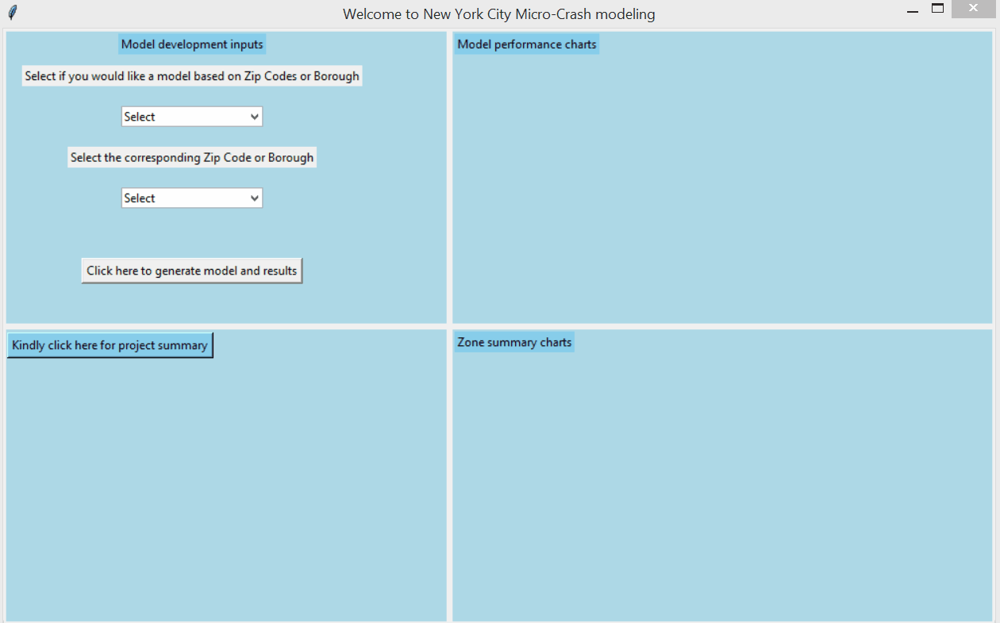 Welcome to New York City Micro-Crash modeling
Model development inputs
Select if you would like a model based on Zip Codes or Borough
Select
Select the corresponding Zip Code or Borough
Select
Click here to generate model and results
Model performance charts
Kindly click here for project summary
Zone summary charts